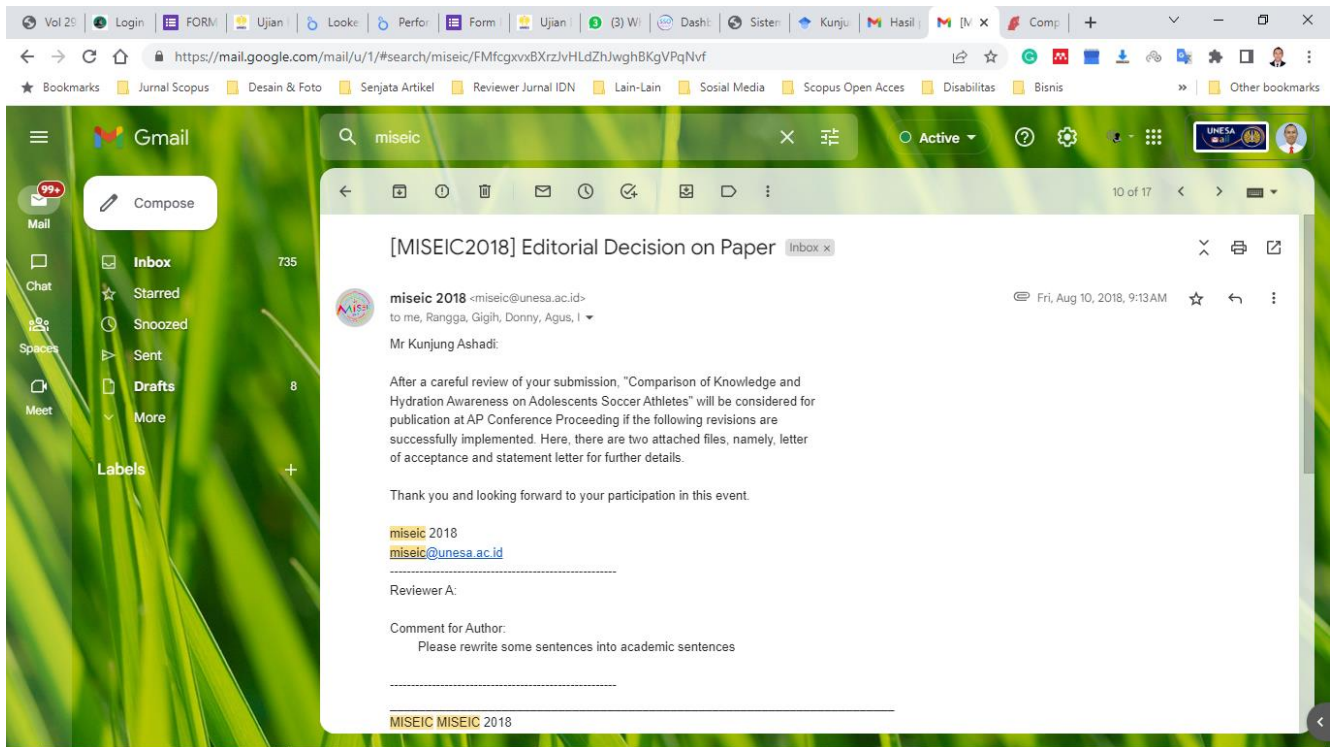 Vol 29 Login FORM Ujian Looke Perfor Form Ujian (3) Dashb Sisten Kunju Hasil [M Comp
https://mail.google.com/mail/u/1/#search/miseic/FMfcgxvxBXrzJvHLdZhJwghBKgVPqNvf
Bookmarks Jurnal Scopus Desain & Foto Senjata Artikel Reviewer Jurnal IDN Lain-Lain Sosial Media Scopus Open Acces Disabilitas Bisnis » Other bookmarks
Gmail miseic Active UNESA
99+
Compose 10 of 17
Mail
[MISEIC2018] Editorial Decision on Paper Inbox ×
Inbox 735
Chat
Starred
miseic 2018 <miseic@unesa.ac.id> Fri, Aug 10, 2018, 9:13 AM
to me, Rangga, Gigih, Donny, Agus, I
Snoozed
Spaces
Mr Kunjung Ashadi:
Sent
Drafts 8
After a careful review of your submission, "Comparison of Knowledge and
Hydration Awareness on Adolescents Soccer Athletes" will be considered for
Meet
More
publication at AP Conference Proceeding if the following revisions are
successfully implemented. Here, there are two attached files, namely, letter
of acceptance and statement letter for further details.
Labels +
Thank you and looking forward to your participation in this event.
miseic 2018
miseic@unesa.ac.id
------------------------------------------------------
Reviewer A:
Comment for Author:
Please rewrite some sentences into academic sentences
------------------------------------------------------
________________________________________________________________________
MISEIC MISEIC 2018